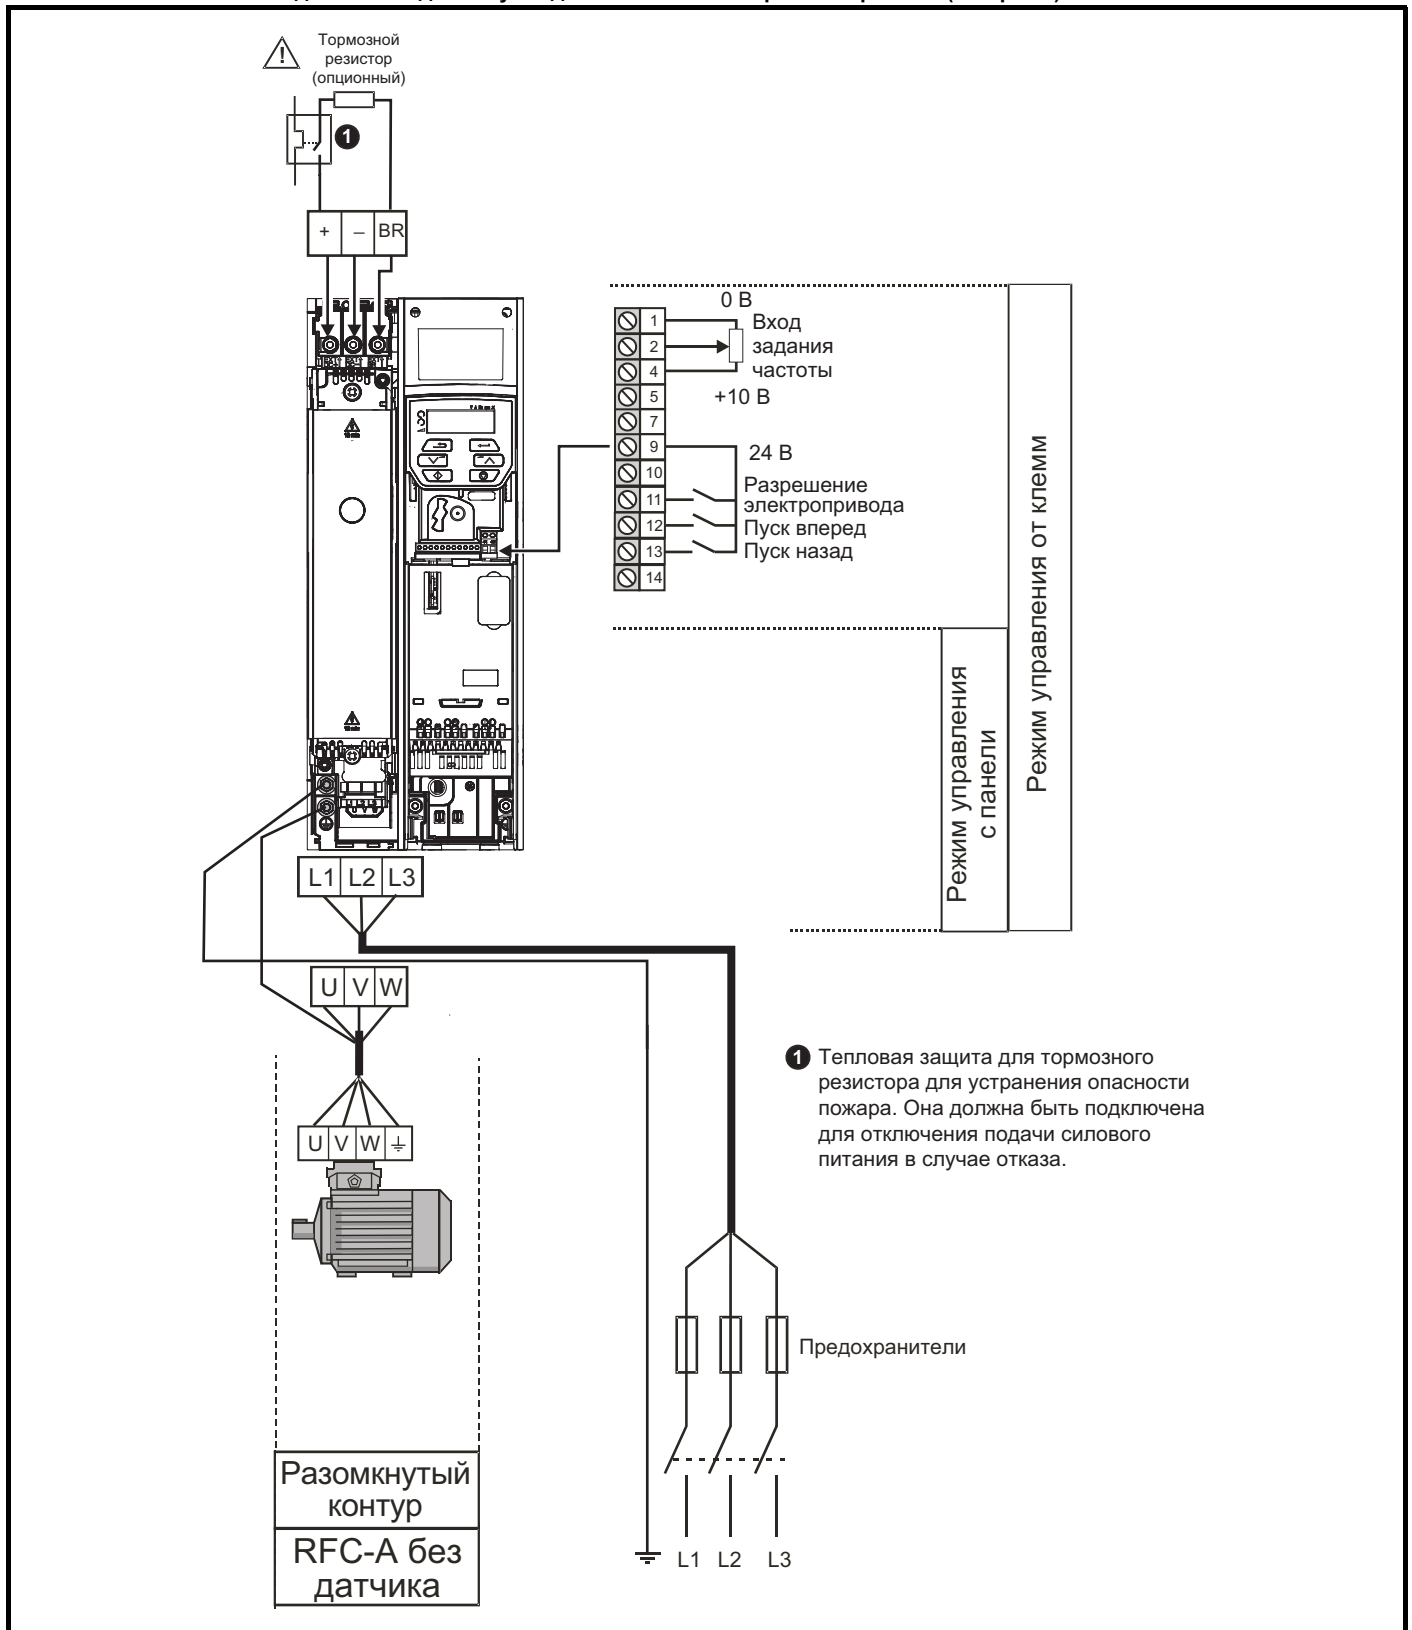 Тормозной
резистор
(опционный)
1
+ – BR
0 В
1
Вход
2
задания
4
частоты
5
+10 В
7
9
24 В
10
Разрешение
11
электропривода
12
Пуск вперед
13
Пуск назад
14
Режим управления от клемм
Режим управления
с панели
L1 L2 L3
U V W
1 Тепловая защита для тормозного
резистора для устранения опасности
пожара. Она должна быть подключена
для отключения подачи силового
питания в случае отказа.
U V W
Предохранители
Разомкнутый
контур
RFC-A без
датчика
L1 L2 L3